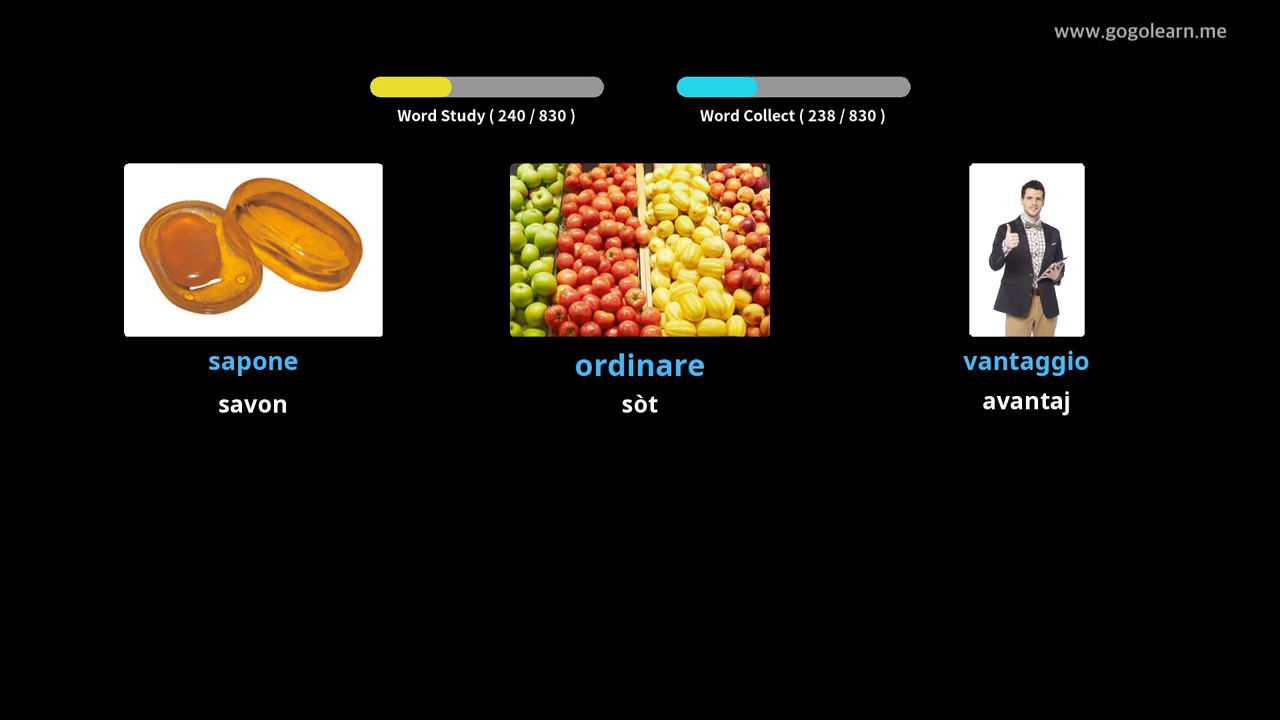 www.gogolearn.me
Word Study ( 240 / 830 )
Word Collect ( 238 / 830 )
sapone
savon
ordinare
sòt
vantaggio
avantaj